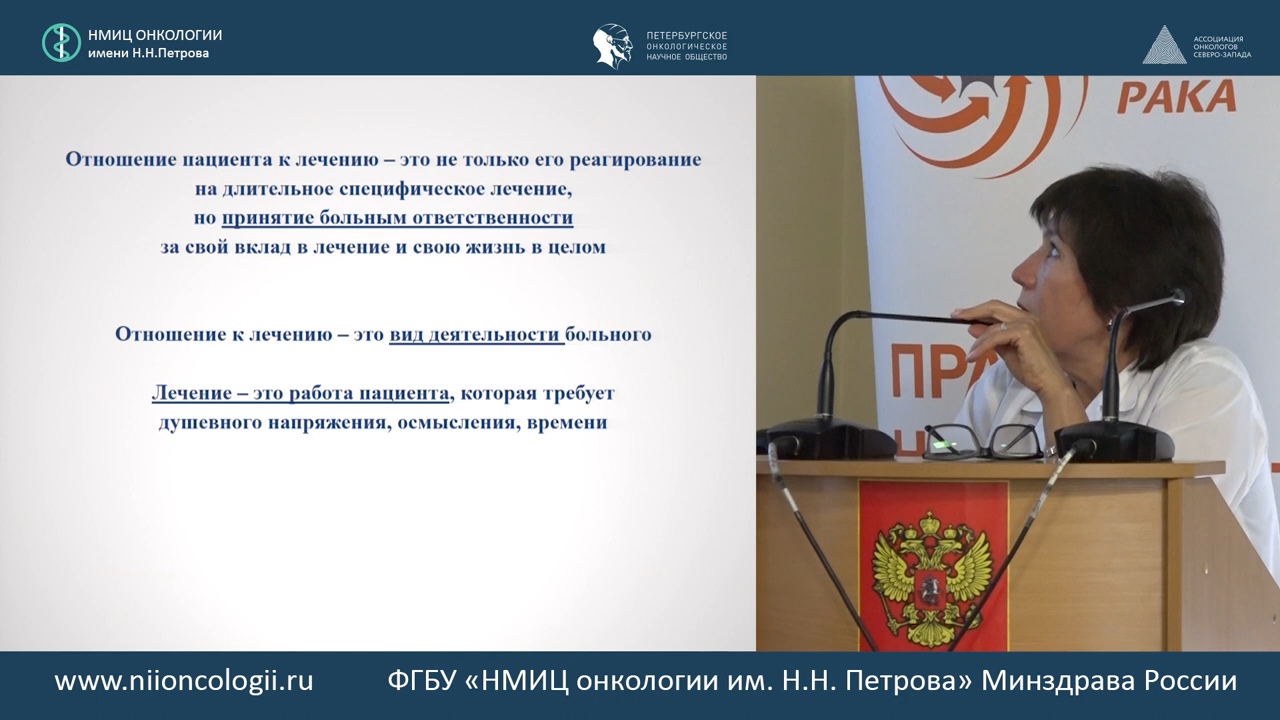 НМИЦ ОНКОЛОГИИ
имени Н.Н.Петрова
ПЕТЕРБУРГСКОЕ
ОНКОЛОГИЧЕСКОЕ
НАУЧНОЕ ОБЩЕСТВО
АССОЦИАЦИЯ
ОНКОЛОГОВ
СЕВЕРО-ЗАПАДА
Отношение пациента к лечению – это не только его реагирование
на длительное специфическое лечение,
но принятие больным ответственности
за свой вклад в лечение и свою жизнь в целом
Отношение к лечению – это вид деятельности больного
Лечение – это работа пациента, которая требует
душевного напряжения, осмысления, времени
РАКА
www.niioncologii.ru
ФГБУ «НМИЦ онкологии им. Н.Н. Петрова» Минздрава России